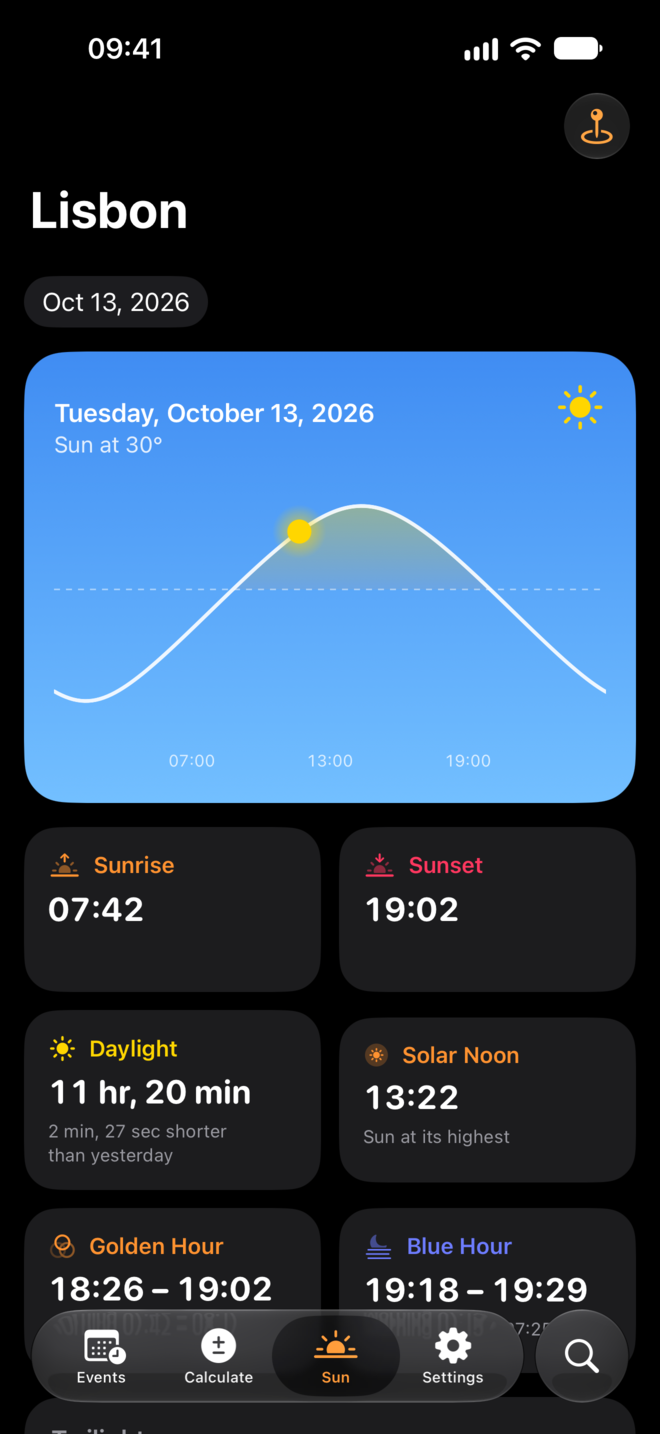 09:41
Lisbon
Oct 13, 2026
Tuesday, October 13, 2026
Sun at 30°
07:00 13:00 19:00
Sunrise
07:42
Sunset
19:02
Daylight
11 hr, 20 min
2 min, 27 sec shorter
than yesterday
Solar Noon
13:22
Sun at its highest
Golden Hour
18:26 – 19:02
Blue Hour
19:18 – 19:29
Events
Calculate
Sun
Settings